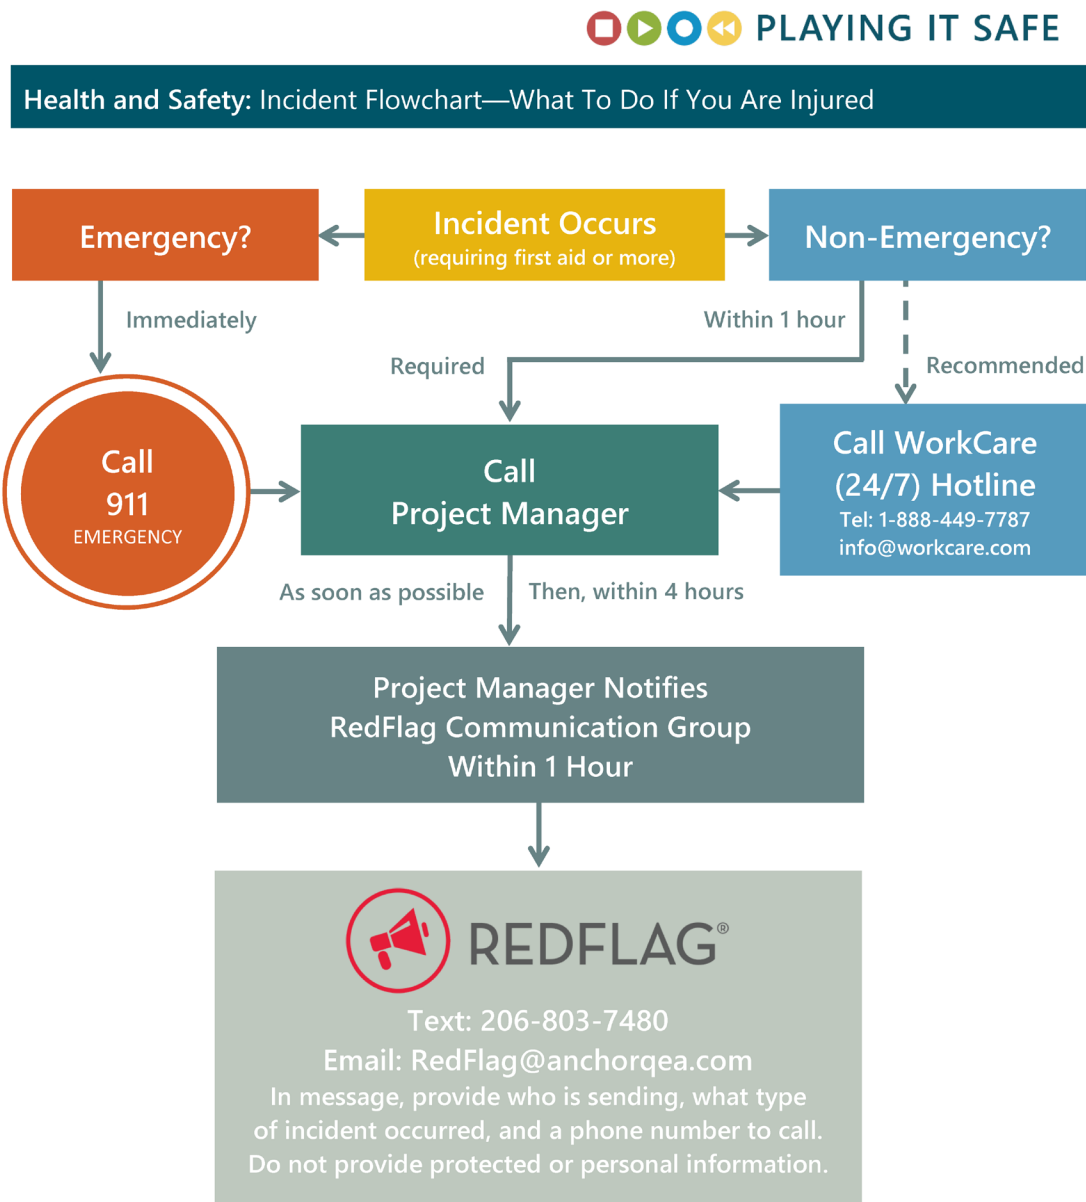 PLAYING IT SAFE
Health and Safety: Incident Flowchart—What To Do If You Are Injured
Emergency?
Incident Occurs
(requiring first aid or more)
Non-Emergency?
Immediately
Within 1 hour
Required
Recommended
Call
911
EMERGENCY
Call
Project Manager
Call WorkCare
(24/7) Hotline
Tel: 1-888-449-7787
info@workcare.com
As soon as possible
Then, within 4 hours
Project Manager Notifies
RedFlag Communication Group
Within 1 Hour
REDFLAG®
Text: 206-803-7480
Email: RedFlag@anchorqea.com
In message, provide who is sending, what type
of incident occurred, and a phone number to call.
Do not provide protected or personal information.